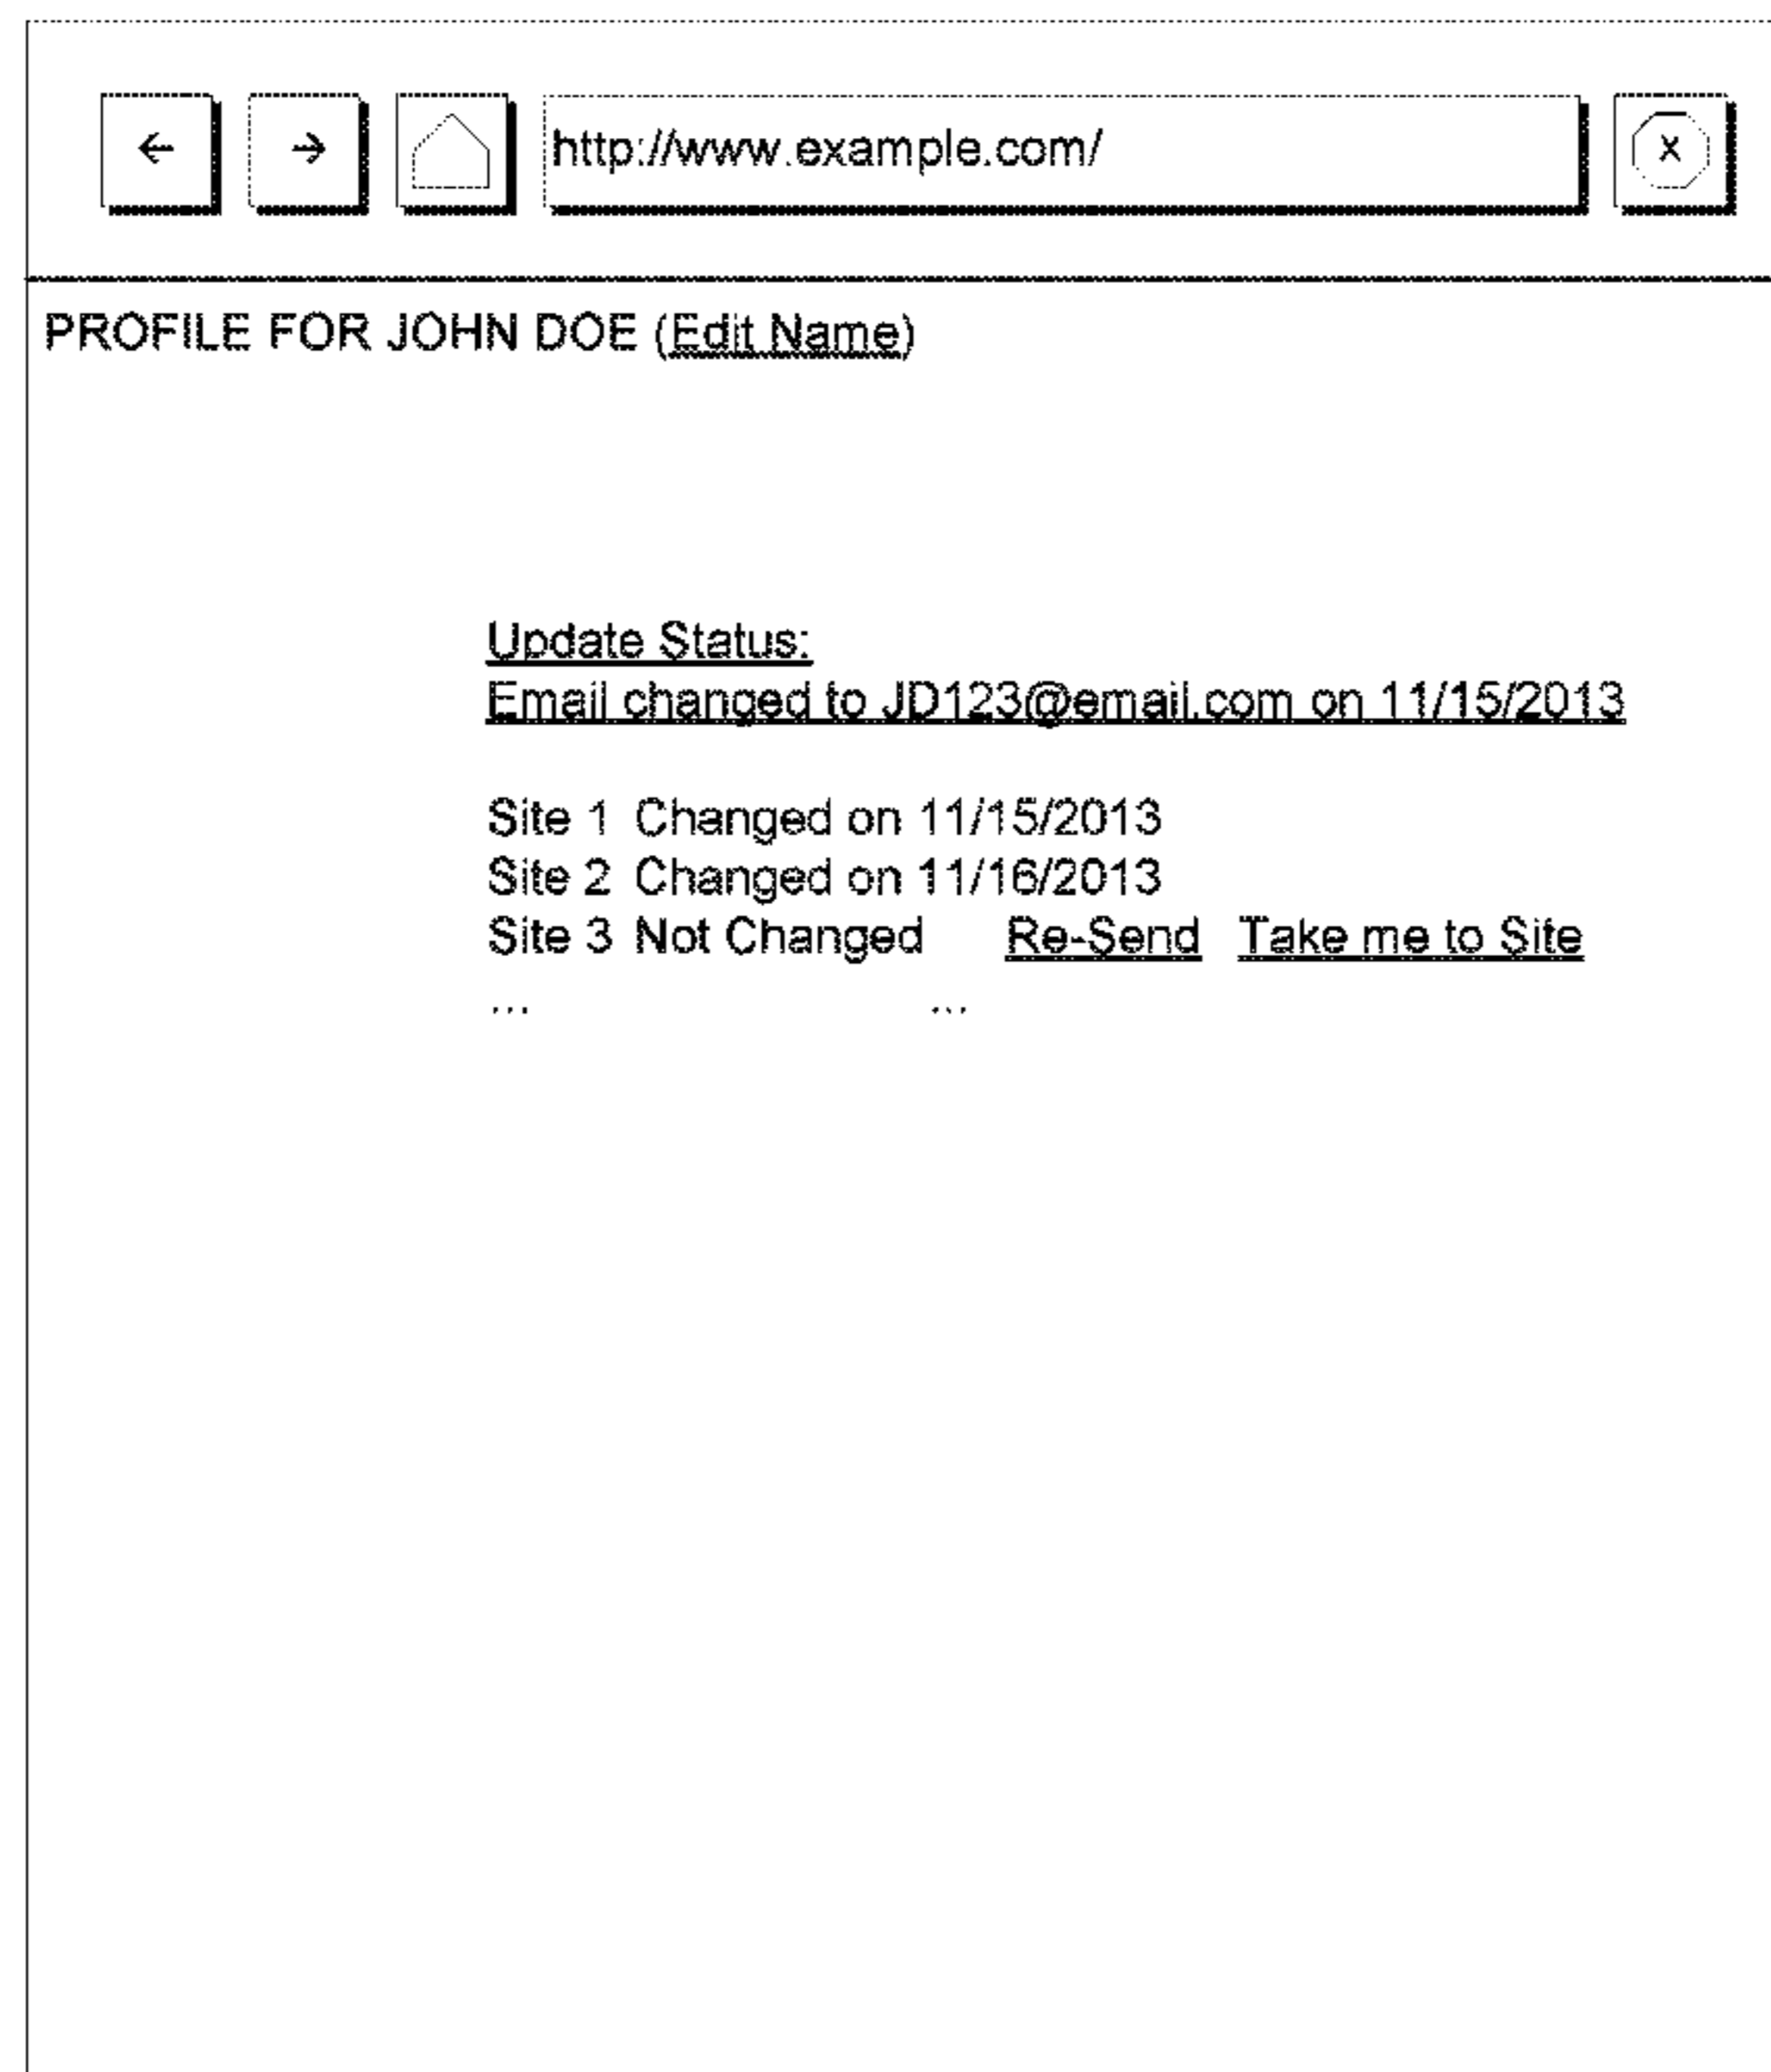 ← → http://www.example.com/ x
PROFILE FOR JOHN DOE (Edit Name)
Update Status:
Email changed to JD123@email.com on 11/15/2013
Site 1 Changed on 11/15/2013
Site 2 Changed on 11/16/2013
Site 3 Not Changed Re-Send Take me to Site
... ...